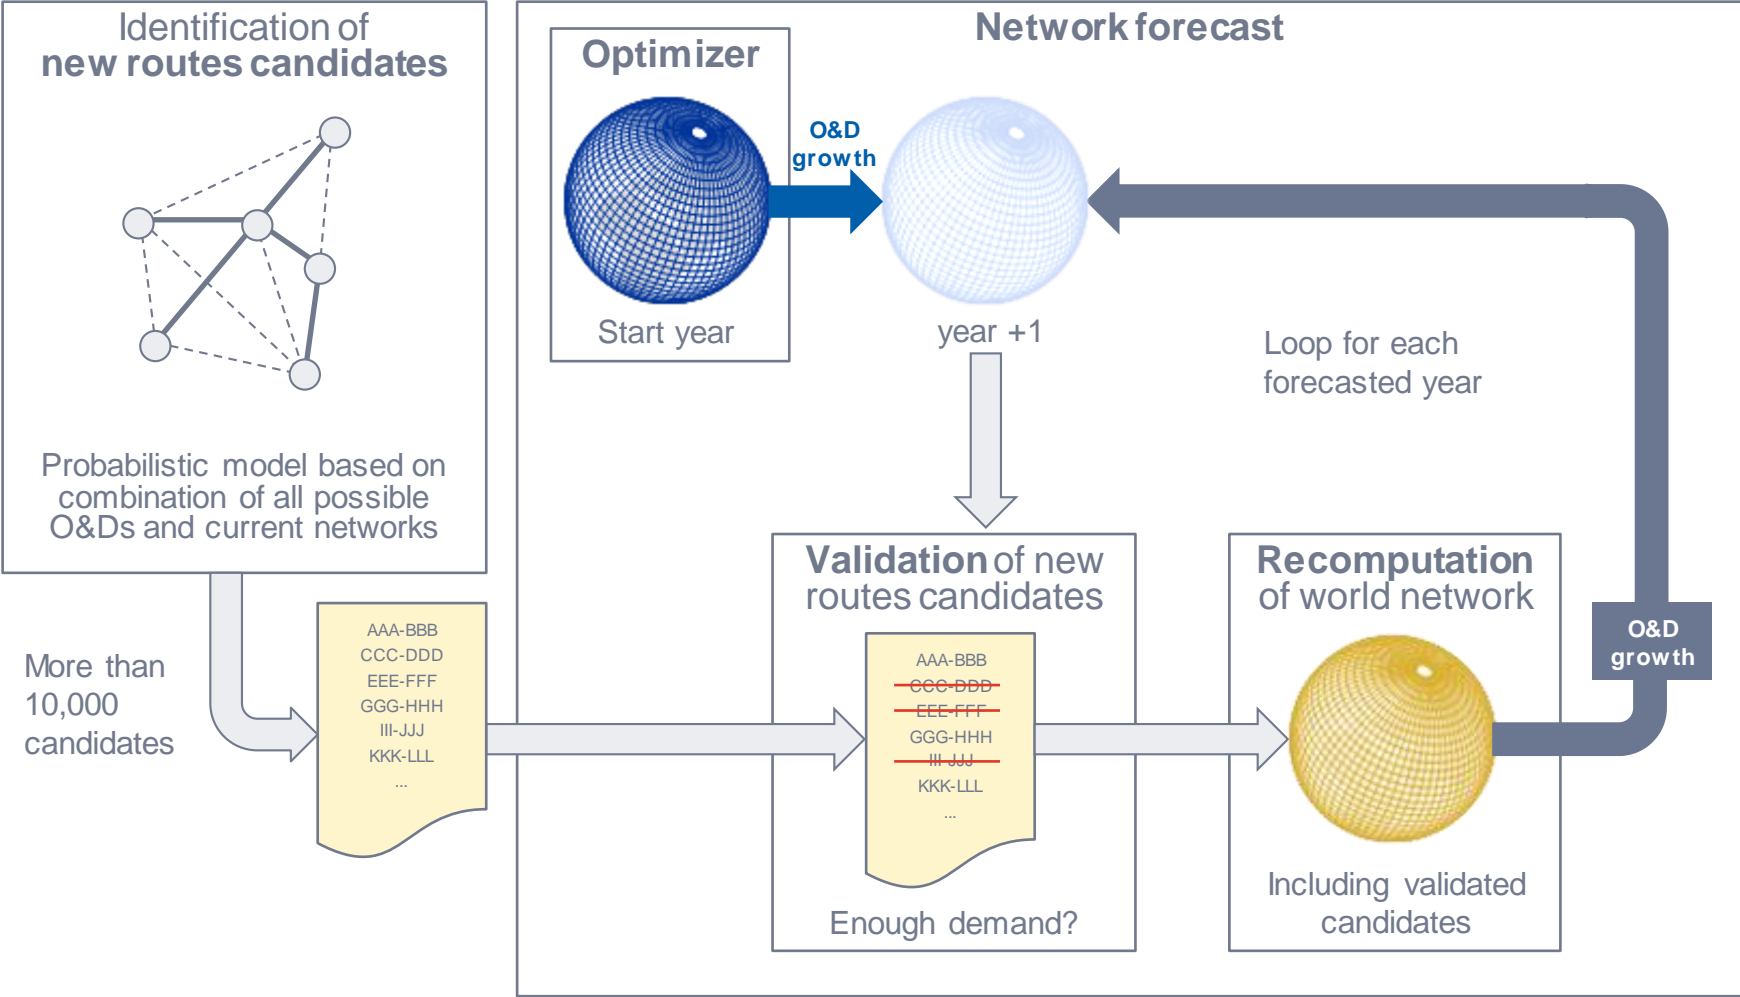 Identification of
new routes candidates
Probabilistic model based on
combination of all possible
O&Ds and current networks
More than
10,000
candidates
AAA-BBB
CCC-DDD
EEE-FFF
GGG-HHH
III-JJJ
KKK-LLL
...
Network forecast
Optimizer
Start year
O&D
growth
year +1
Loop for each
forecasted year
Validation of new
routes candidates
AAA-BBB
CCC-DDD
EEE-FFF
GGG-HHH
III-JJJ
KKK-LLL
...
Enough demand?
Recomputation
of world network
Including validated
candidates
O&D
growth